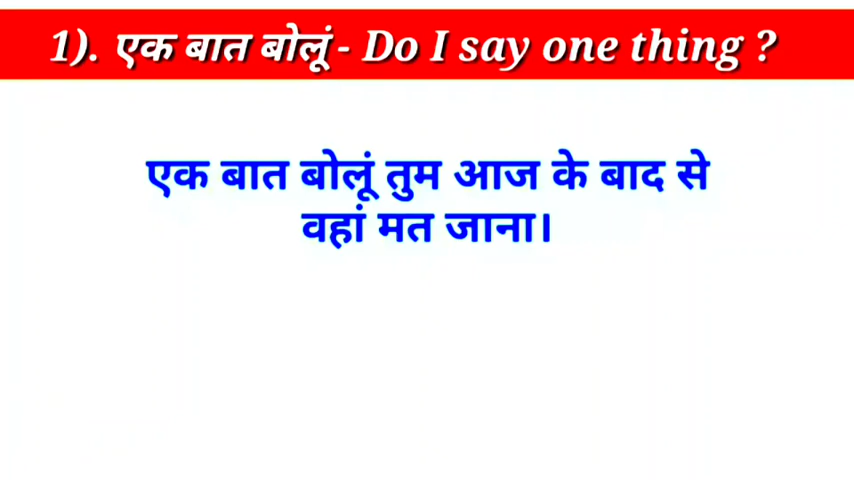 1). एक बात बोलूं - Do I say one thing ?
एक बात बोलूं तुम आज के बाद से
वहां मत जाना।